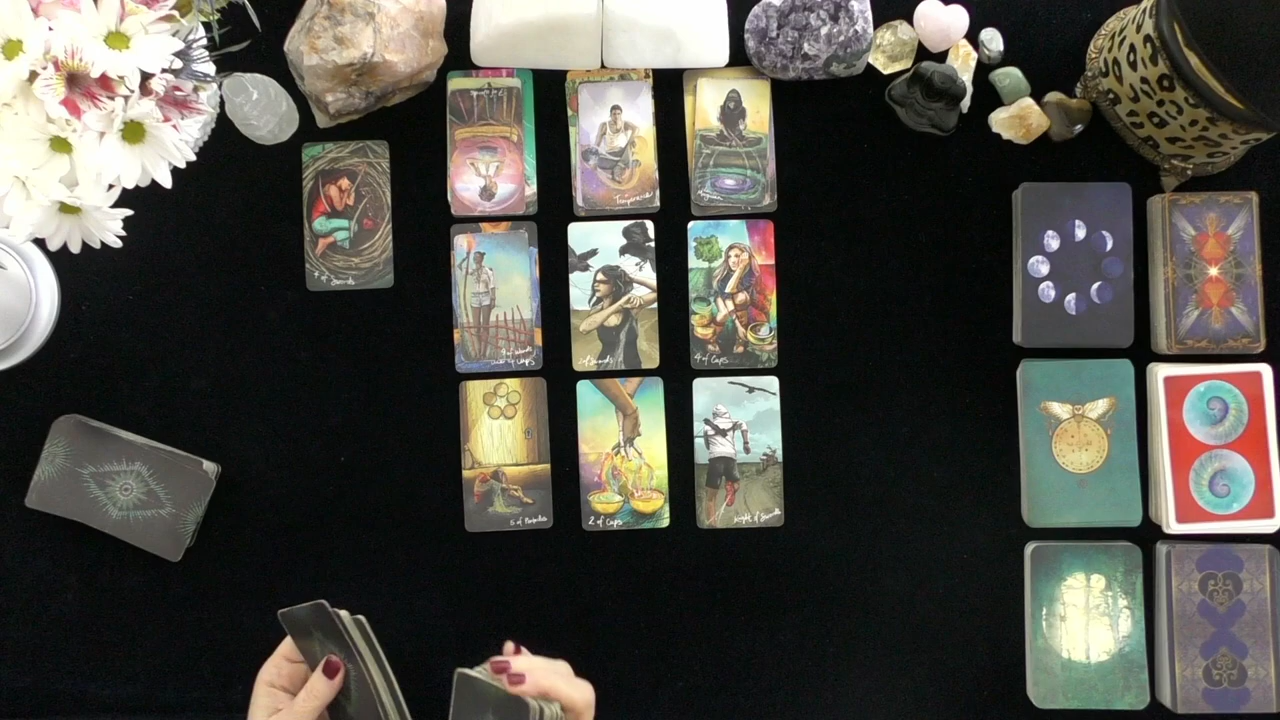 Temperance
Magician
4 of
Swords
9 of Wands
2 of Swords
4 of Cups
5 of Pentacles
2 of Cups
Knight of Swords